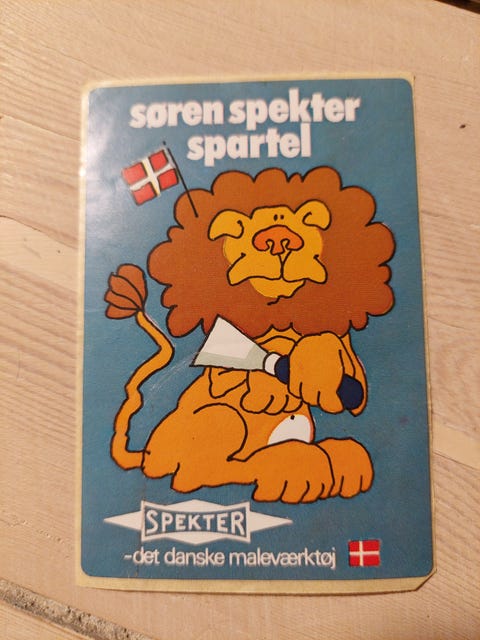 søren spekter
spartel
SPEKTER
-det danske maleværktøj